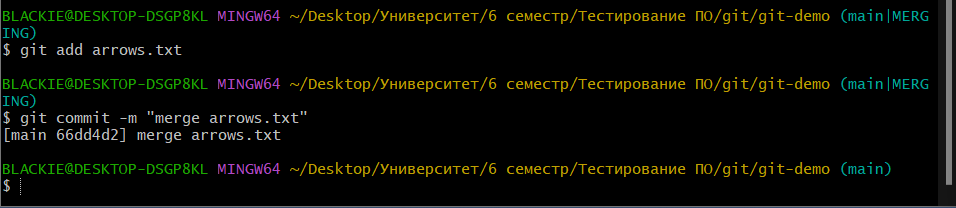 BLACKIE@DESKTOP-DSGP8KL MINGW64 ~/Desktop/Университет/6 семестр/Тестирование ПО/git/git-demo (main|MERG
ING)
$ git add arrows.txt
BLACKIE@DESKTOP-DSGP8KL MINGW64 ~/Desktop/Университет/6 семестр/Тестирование ПО/git/git-demo (main|MERG
ING)
$ git commit -m "merge arrows.txt"
[main 66dd4d2] merge arrows.txt
BLACKIE@DESKTOP-DSGP8KL MINGW64 ~/Desktop/Университет/6 семестр/Тестирование ПО/git/git-demo (main)
$